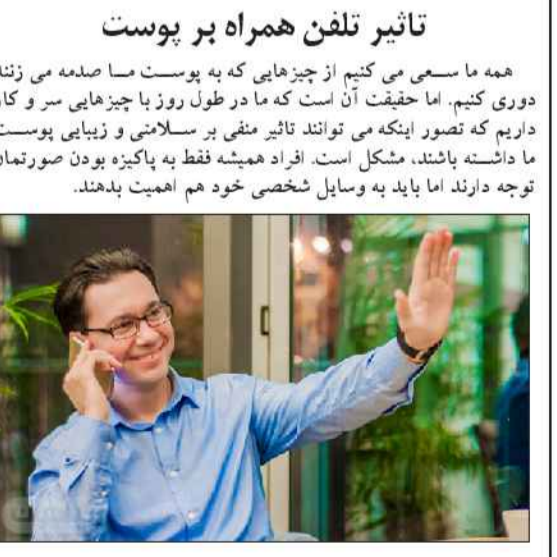 تاثیر تلفن همراه بر پوست
همه ما سعی می کنیم از چیزهایی که به پوست ما صدمه می زنند
دوری کنیم. اما حقیقت آن است که ما در طول روز با چیزهایی سر و کار
داریم که تصور اینکه می توانند تاثیر منفی بر سلامتی و زیبایی پوست
ما داشته باشند، مشکل است. افراد همیشه فقط به پاکیزه بودن صورتمان
توجه دارند اما باید به وسایل شخصی خود هم اهمیت بدهند.